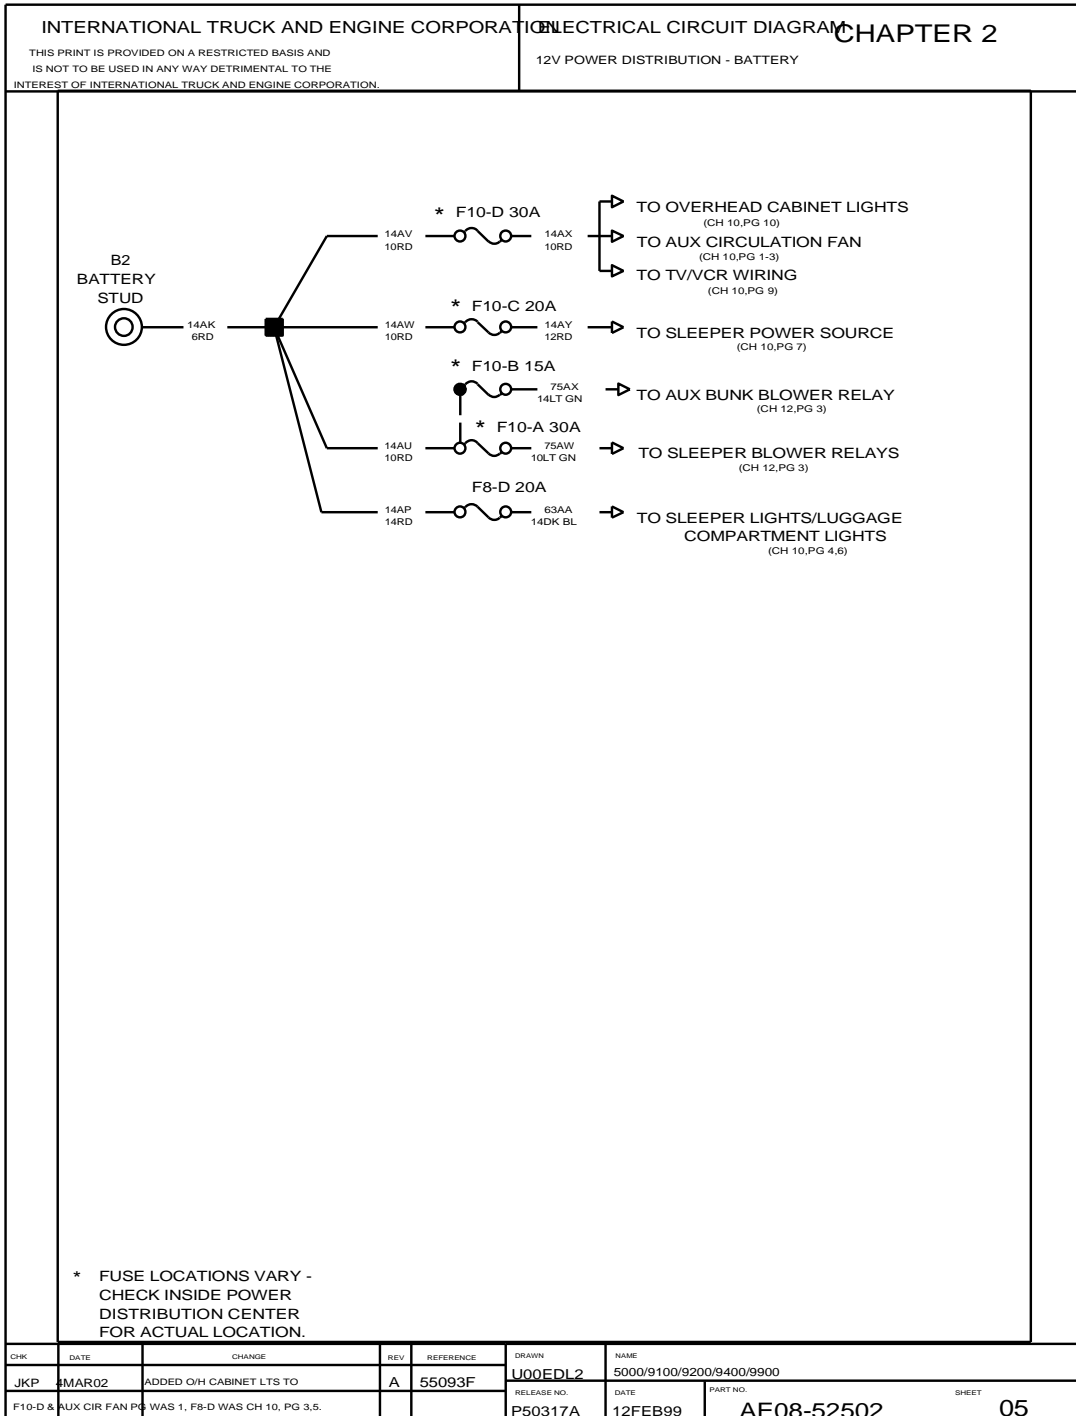 INTERNATIONAL TRUCK AND ENGINE CORPORATION
THIS PRINT IS PROVIDED ON A RESTRICTED BASIS AND
IS NOT TO BE USED IN ANY WAY DETRIMENTAL TO THE
INTEREST OF INTERNATIONAL TRUCK AND ENGINE CORPORATION.
ELECTRICAL CIRCUIT DIAGRAM
CHAPTER 2
12V POWER DISTRIBUTION - BATTERY
B2
BATTERY
STUD
14AK
6RD
14AV
10RD
* F10-D 30A
14AX
10RD
TO OVERHEAD CABINET LIGHTS
(CH 10,PG 10)
TO AUX CIRCULATION FAN
(CH 10,PG 1-3)
TO TV/VCR WIRING
(CH 10,PG 9)
14AW
10RD
* F10-C 20A
14AY
12RD
TO SLEEPER POWER SOURCE
(CH 10,PG 7)
* F10-B 15A
75AX
14LT GN
TO AUX BUNK BLOWER RELAY
(CH 12,PG 3)
14AU
10RD
* F10-A 30A
75AW
10LT GN
TO SLEEPER BLOWER RELAYS
(CH 12,PG 3)
14AP
14RD
F8-D 20A
63AA
14DK BL
TO SLEEPER LIGHTS/LUGGAGE
COMPARTMENT LIGHTS
(CH 10,PG 4,6)
* FUSE LOCATIONS VARY -
CHECK INSIDE POWER
DISTRIBUTION CENTER
FOR ACTUAL LOCATION.
CHK DATE CHANGE REV REFERENCE
JKP 4MAR02 ADDED O/H CABINET LTS TO A 55093F
F10-D & AUX CIR FAN PG WAS 1, F8-D WAS CH 10, PG 3,5.
DRAWN
U00EDL2
NAME
5000/9100/9200/9400/9900
RELEASE NO.
P50317A
DATE
12FEB99
PART NO.
AE08-52502
SHEET
05